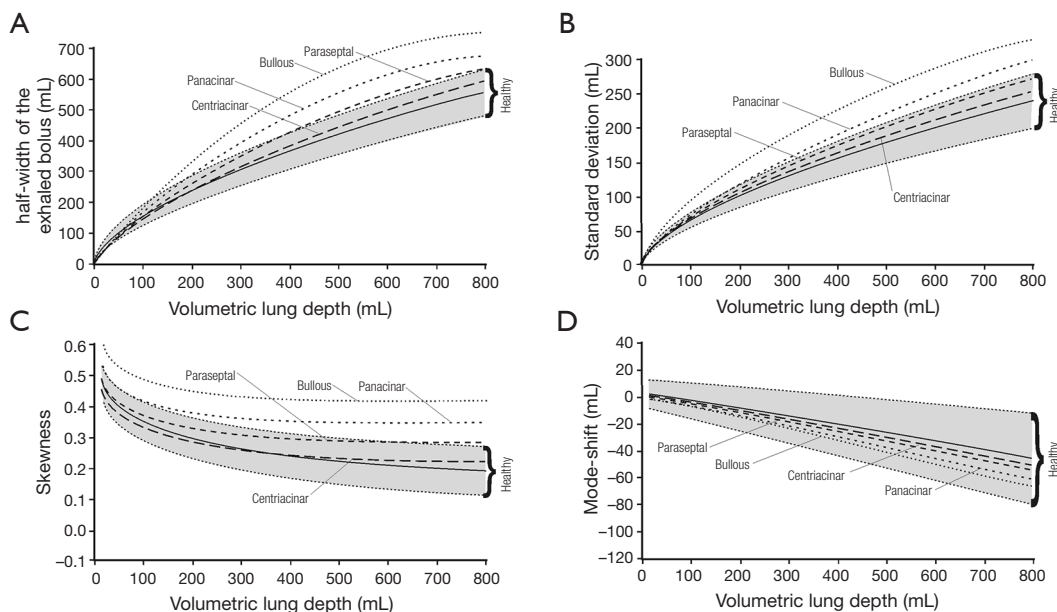 A
half-width of the
exhaled bolus (mL)
700
600
500
400
300
200
100
0
Bullous
Paraseptal
Panacinar
Centriacinar
Healthy
0 100 200 300 400 500 600 700 800
Volumetric lung depth (mL)
B
Standard deviation (mL)
300
250
200
150
100
50
0
Bullous
Panacinar
Paraseptal
Centriacinar
Healthy
0 100 200 300 400 500 600 700 800
Volumetric lung depth (mL)
C
Skewness
0.6
0.5
0.4
0.3
0.2
0.1
0.0
–0.1
Paraseptal
Bullous
Panacinar
Centriacinar
Healthy
0 100 200 300 400 500 600 700 800
Volumetric lung depth (mL)
D
Mode-shift (mL)
40
20
0
–20
–40
–60
–80
–100
–120
Paraseptal
Bullous
Centriacinar
Panacinar
Healthy
0 100 200 300 400 500 600 700 800
Volumetric lung depth (mL)